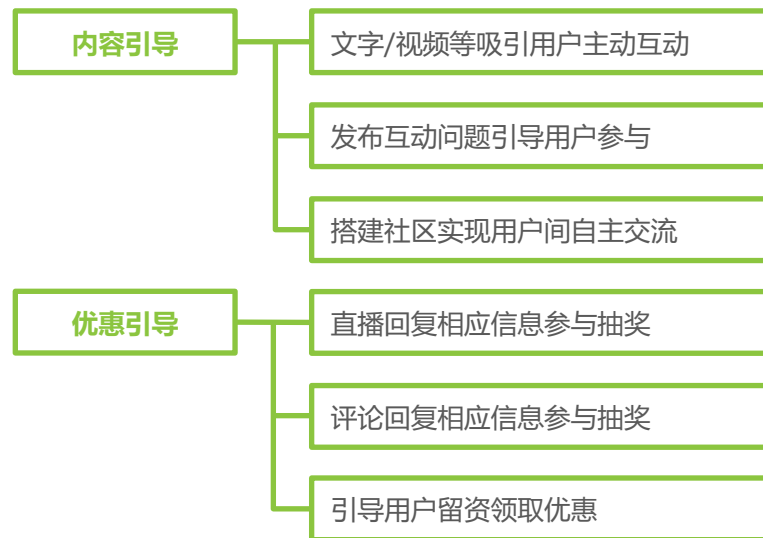 内容引导
文字/视频等吸引用户主动互动
发布互动问题引导用户参与
搭建社区实现用户间自主交流
优惠引导
直播回复相应信息参与抽奖
评论回复相应信息参与抽奖
引导用户留资领取优惠